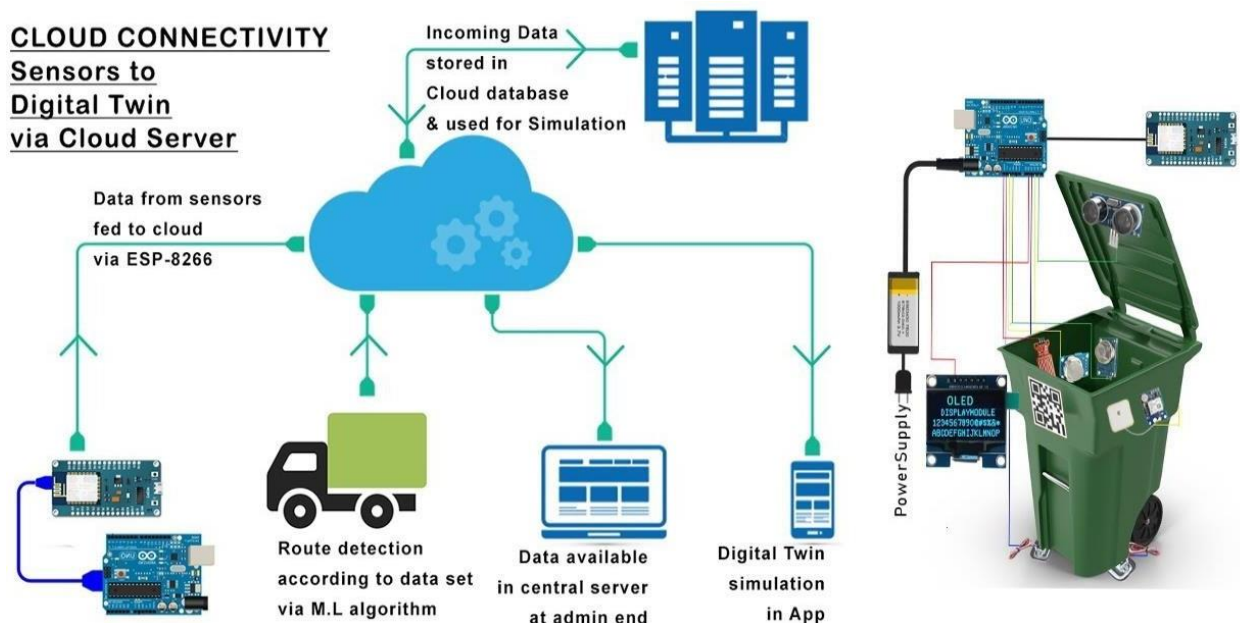 CLOUD CONNECTIVITY
Sensors to
Digital Twin
via Cloud Server
Incoming Data
stored in
Cloud database
& used for Simulation
Data from sensors
fed to cloud
via ESP-8266
Route detection
according to data set
via M.L algorithm
Data available
in central server
at admin end
Digital Twin
simulation
in App
UNO
PowerSupply
OLED
DISPLAYMODULE
ABCDEFGHIJKLMNOP